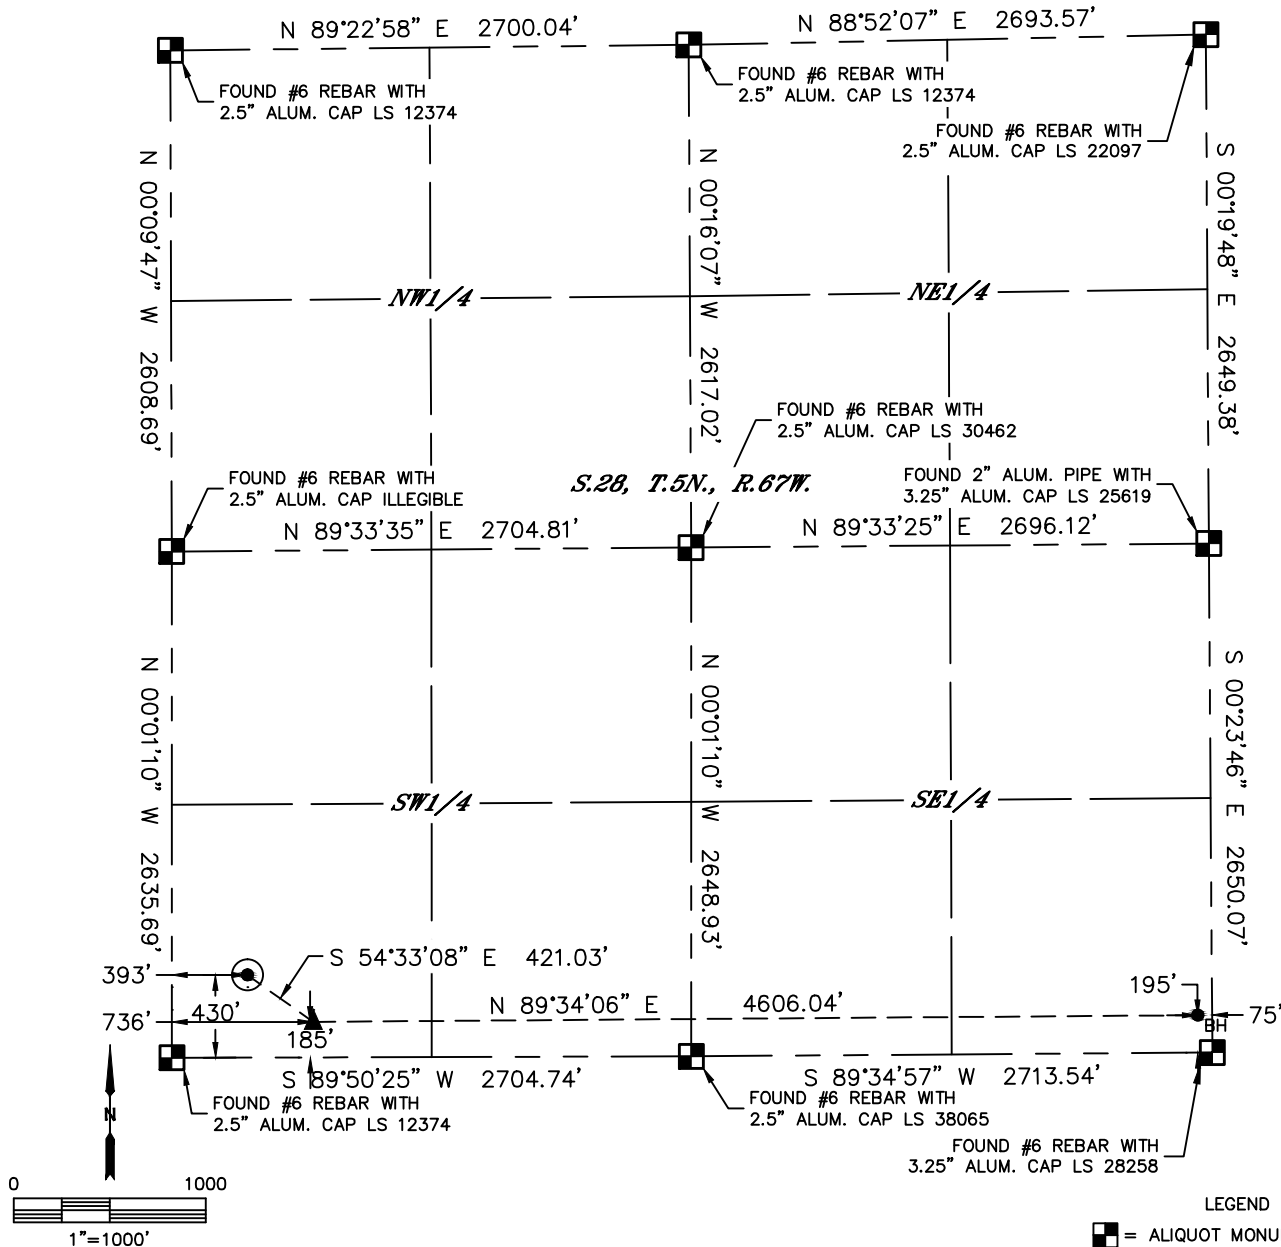 N 89°22'58" E 2700.04'
N 88°52'07" E 2693.57'
FOUND #6 REBAR WITH
2.5" ALUM. CAP LS 12374
FOUND #6 REBAR WITH
2.5" ALUM. CAP LS 12374
FOUND #6 REBAR WITH
2.5" ALUM. CAP LS 22097
N 00°09'47" W 2608.69'
N 00°16'07" W 2617.02'
S 00°19'48" E 2649.38'
NW1/4
NE1/4
FOUND #6 REBAR WITH
2.5" ALUM. CAP LS 30462
FOUND #6 REBAR WITH
2.5" ALUM. CAP ILLEGIBLE
S.28, T.5N., R.67W.
FOUND 2" ALUM. PIPE WITH
3.25" ALUM. CAP LS 25619
N 89°33'35" E 2704.81'
N 89°33'25" E 2696.12'
N 00°01'10" W 2635.69'
N 00°01'10" W 2648.93'
S 00°23'46" E 2650.07'
SW1/4
SE1/4
S 54°33'08" E 421.03'
393'
430'
N 89°34'06" E 4606.04'
195'
736'
185'
BH
75'
S 89°50'25" W 2704.74'
S 89°34'57" W 2713.54'
FOUND #6 REBAR WITH
2.5" ALUM. CAP LS 12374
FOUND #6 REBAR WITH
2.5" ALUM. CAP LS 38065
FOUND #6 REBAR WITH
3.25" ALUM. CAP LS 28258
N
0 1000
1"=1000'
LEGEND
= ALIQUOT MONU